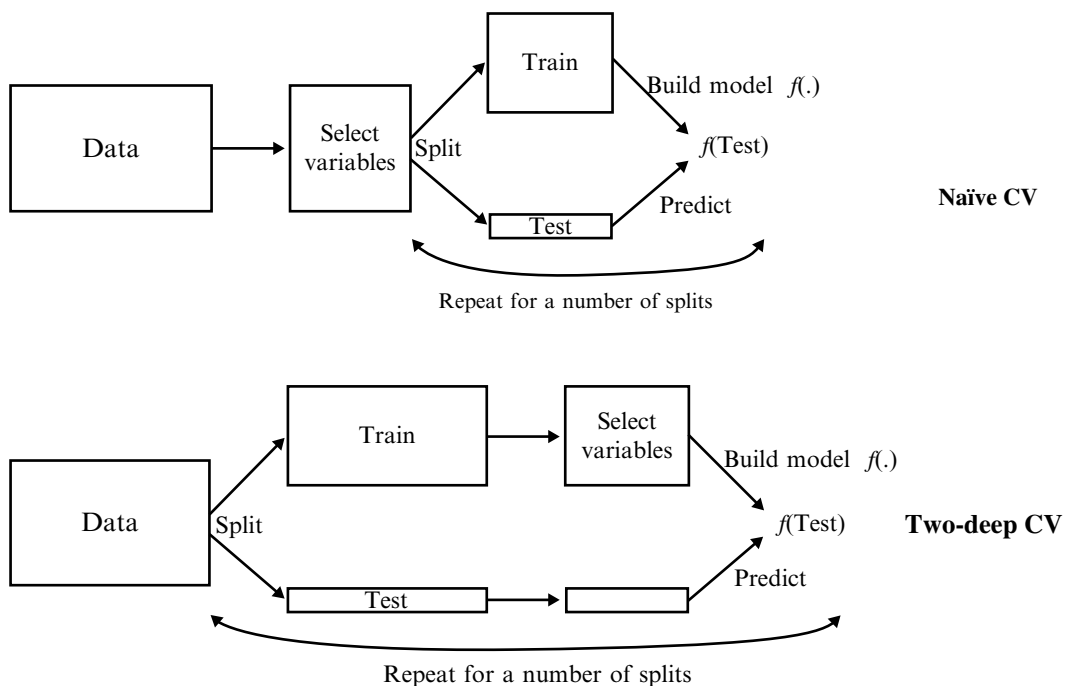 Data
Select
variables
Split
Train
Build model f(.)
f(Test)
Test
Predict
Naïve CV
Repeat for a number of splits
Data
Split
Train
Select
variables
Build model f(.)
f(Test)
Two-deep CV
Test
Predict
Repeat for a number of splits